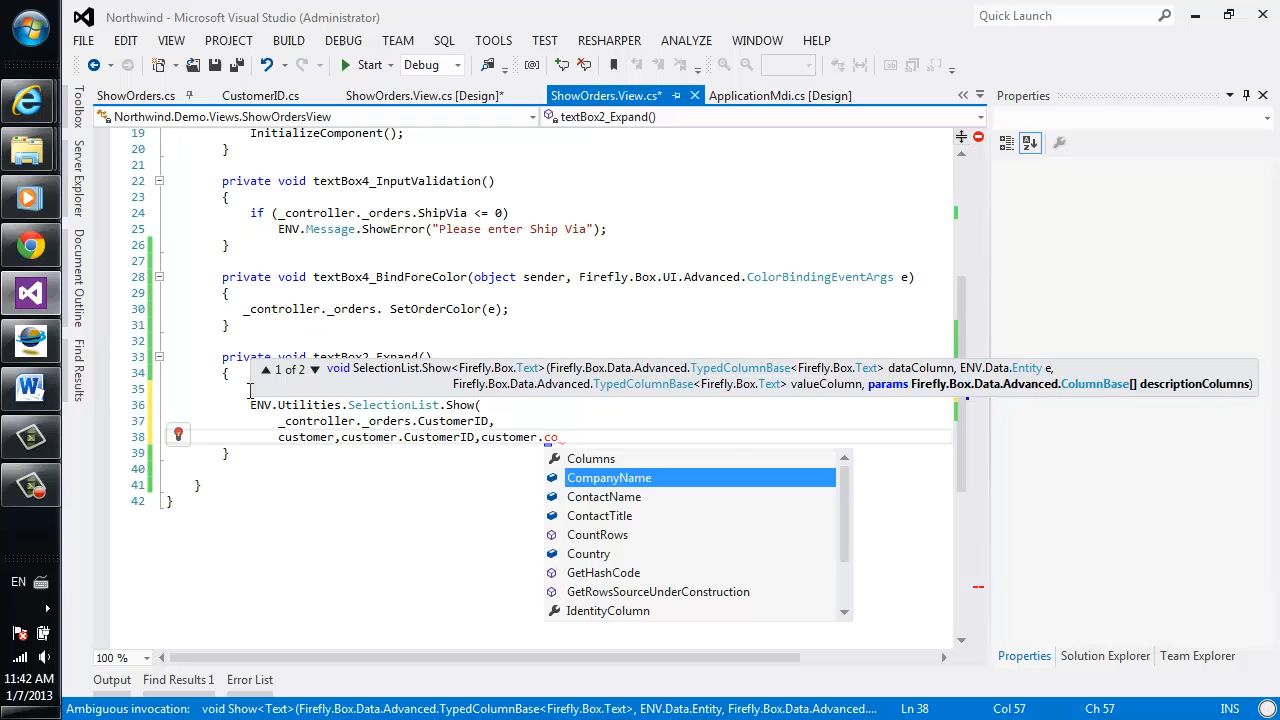 Northwind - Microsoft Visual Studio (Administrator)
Quick Launch
FILE EDIT VIEW PROJECT BUILD DEBUG TEAM SQL TOOLS TEST RESHARPER ANALYZE WINDOW HELP
Start Debug
ShowOrders.cs CustomerID.cs ShowOrders.View.cs [Design]* ShowOrders.View.cs* ApplicationMdi.cs [Design]
Properties
Northwind.Demo.Views.ShowOrdersView textBox2_Expand()
Toolbox
Server Explorer
Document Outline
Find Results
19 InitializeComponent();
20 }
21
22 private void textBox4_InputValidation()
23 {
24 if (_controller._orders.ShipVia <= 0)
25 ENV.Message.ShowError("Please enter Ship Via");
26 }
27
28 private void textBox4_BindForeColor(object sender, Firefly.Box.UI.Advanced.ColorBindingEventArgs e)
29 {
30 _controller._orders. SetOrderColor(e);
31 }
32
33 private void textBox2_Expand()
34 {
1 of 2 void SelectionList.Show<Firefly.Box.Text>(Firefly.Box.Data.Advanced.TypedColumnBase<Firefly.Box.Text> dataColumn, ENV.Data.Entity e,
Firefly.Box.Data.Advanced.TypedColumnBase<Firefly.Box.Text> valueColumn, params Firefly.Box.Data.Advanced.ColumnBase[] descriptionColumns)
35
36 ENV.Utilities.SelectionList.Show(
37 _controller._orders.CustomerID,
38 customer,customer.CustomerID,customer.co
39 }
40
41 }
42 }
Columns
CompanyName
ContactName
ContactTitle
CountRows
Country
GetHashCode
GetRowsSourceUnderConstruction
IdentityColumn
100 %
Properties Solution Explorer Team Explorer
Output Find Results 1 Error List
Ambiguous invocation: void Show<Text>(Firefly.Box.Data.Advanced.TypedColumnBase<Firefly.Box.Text>, ENV.Data.Entity, Firefly.Box.Data.Advanced.... Ln 38 Col 57 Ch 57 INS
EN
11:42 AM
1/7/2013